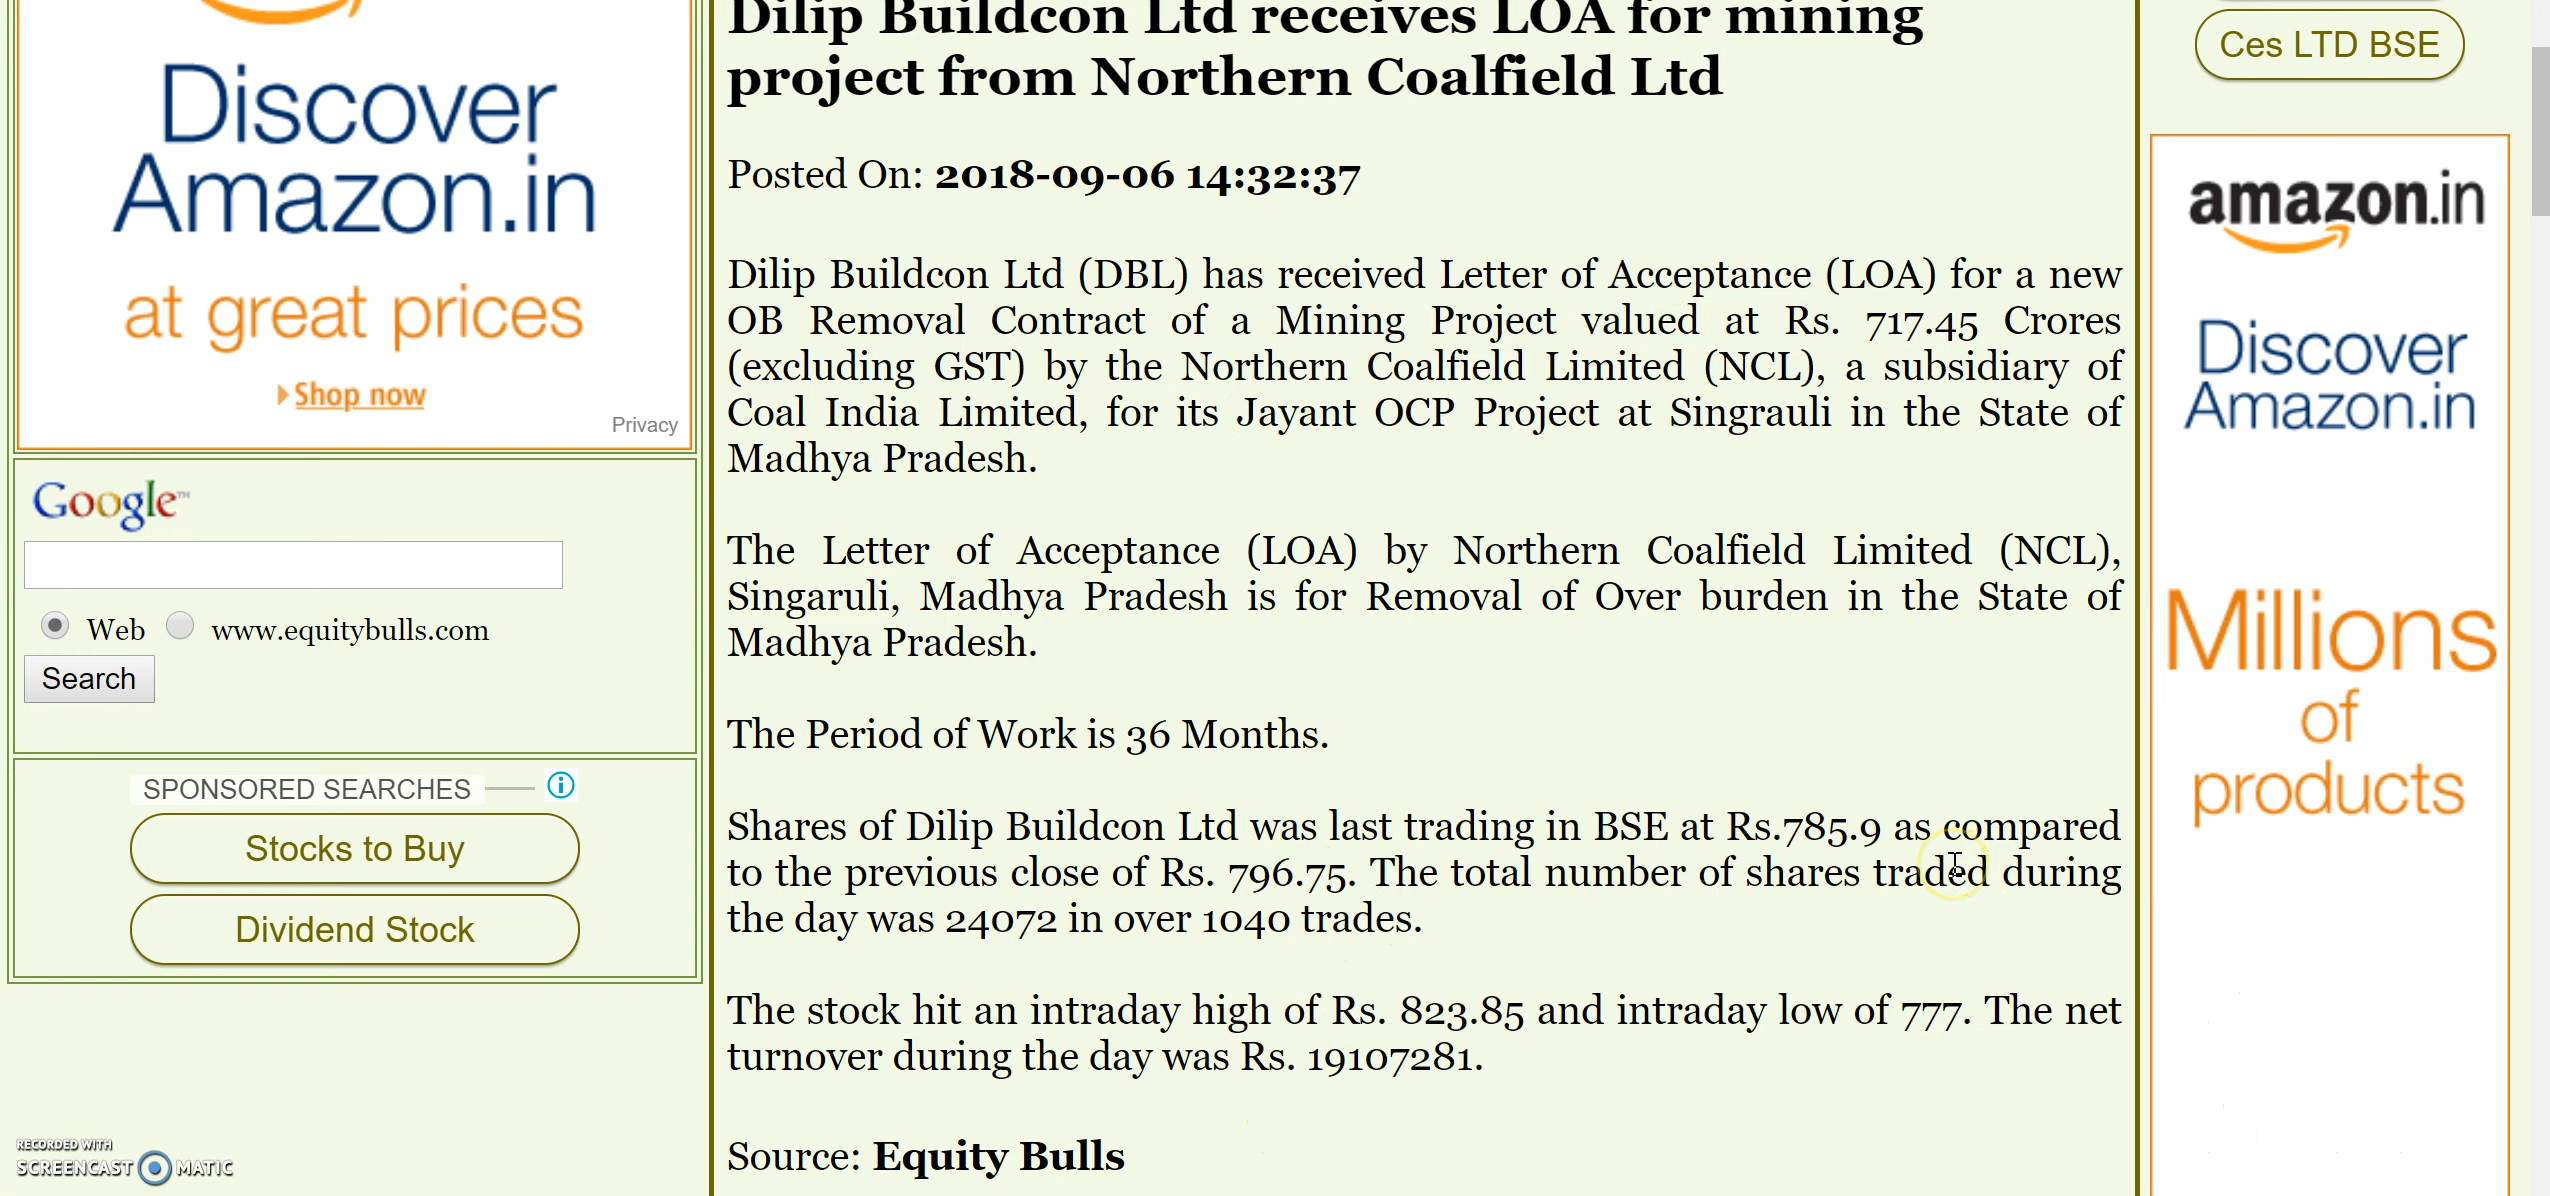 Discover
Amazon.in
at great prices
Shop now
Privacy
Google™
Web www.equitybulls.com
Search
SPONSORED SEARCHES
Stocks to Buy
Dividend Stock
RECORDED WITH
SCREENCAST MATIC
Dilip Buildcon Ltd receives LOA for mining
project from Northern Coalfield Ltd
Posted On: 2018-09-06 14:32:37
Dilip Buildcon Ltd (DBL) has received Letter of Acceptance (LOA) for a new
OB Removal Contract of a Mining Project valued at Rs. 717.45 Crores
(excluding GST) by the Northern Coalfield Limited (NCL), a subsidiary of
Coal India Limited, for its Jayant OCP Project at Singrauli in the State of
Madhya Pradesh.
The Letter of Acceptance (LOA) by Northern Coalfield Limited (NCL),
Singaruli, Madhya Pradesh is for Removal of Over burden in the State of
Madhya Pradesh.
The Period of Work is 36 Months.
Shares of Dilip Buildcon Ltd was last trading in BSE at Rs.785.9 as compared
to the previous close of Rs. 796.75. The total number of shares traded during
the day was 24072 in over 1040 trades.
The stock hit an intraday high of Rs. 823.85 and intraday low of 777. The net
turnover during the day was Rs. 19107281.
Source: Equity Bulls
Ces LTD BSE
amazon.in
Discover
Amazon.in
Millions
of
products